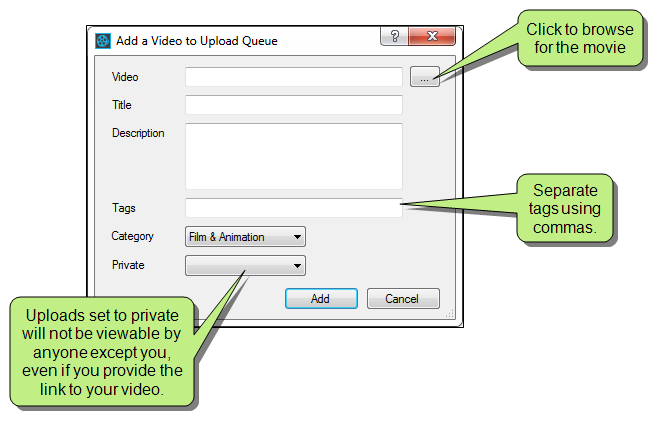 Add a Video to Upload Queue
?
Click to browse
for the movie
Video
...
Title
Description
Tags
Separate
tags using
commas.
Category
Film & Animation
Private
Add
Cancel
Uploads set to private
will not be viewable by
anyone except you,
even if you provide the
link to your video.